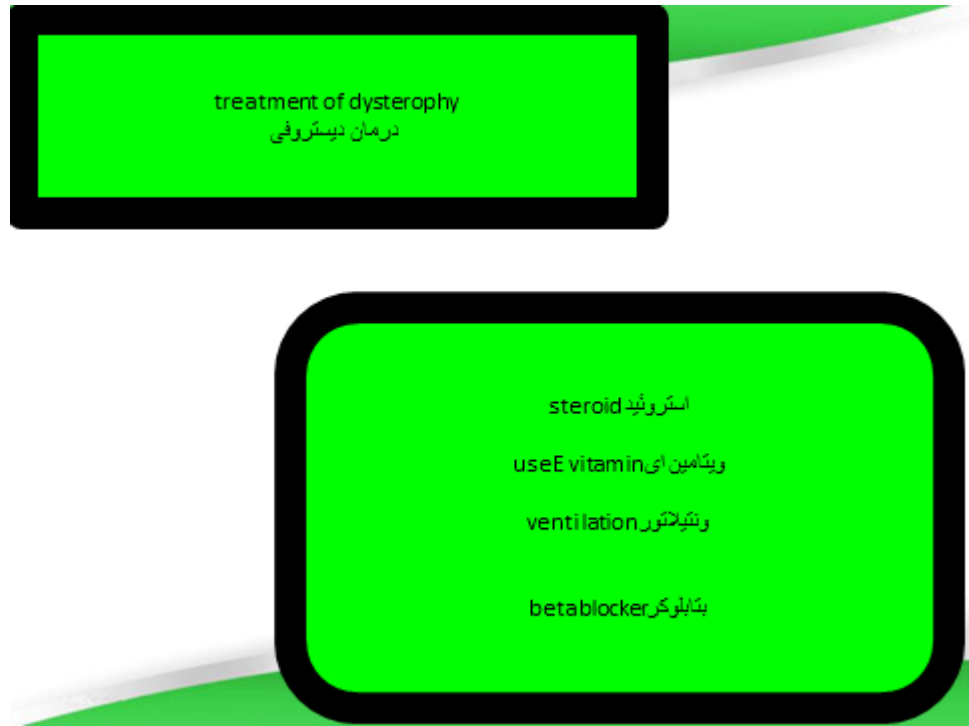 treatment of dysterophy
درمان دیستروفی
استروئید steroid
ویتامین ای useE vitamin
ونتیلاتور ventilation
بتابلوکر betablocker